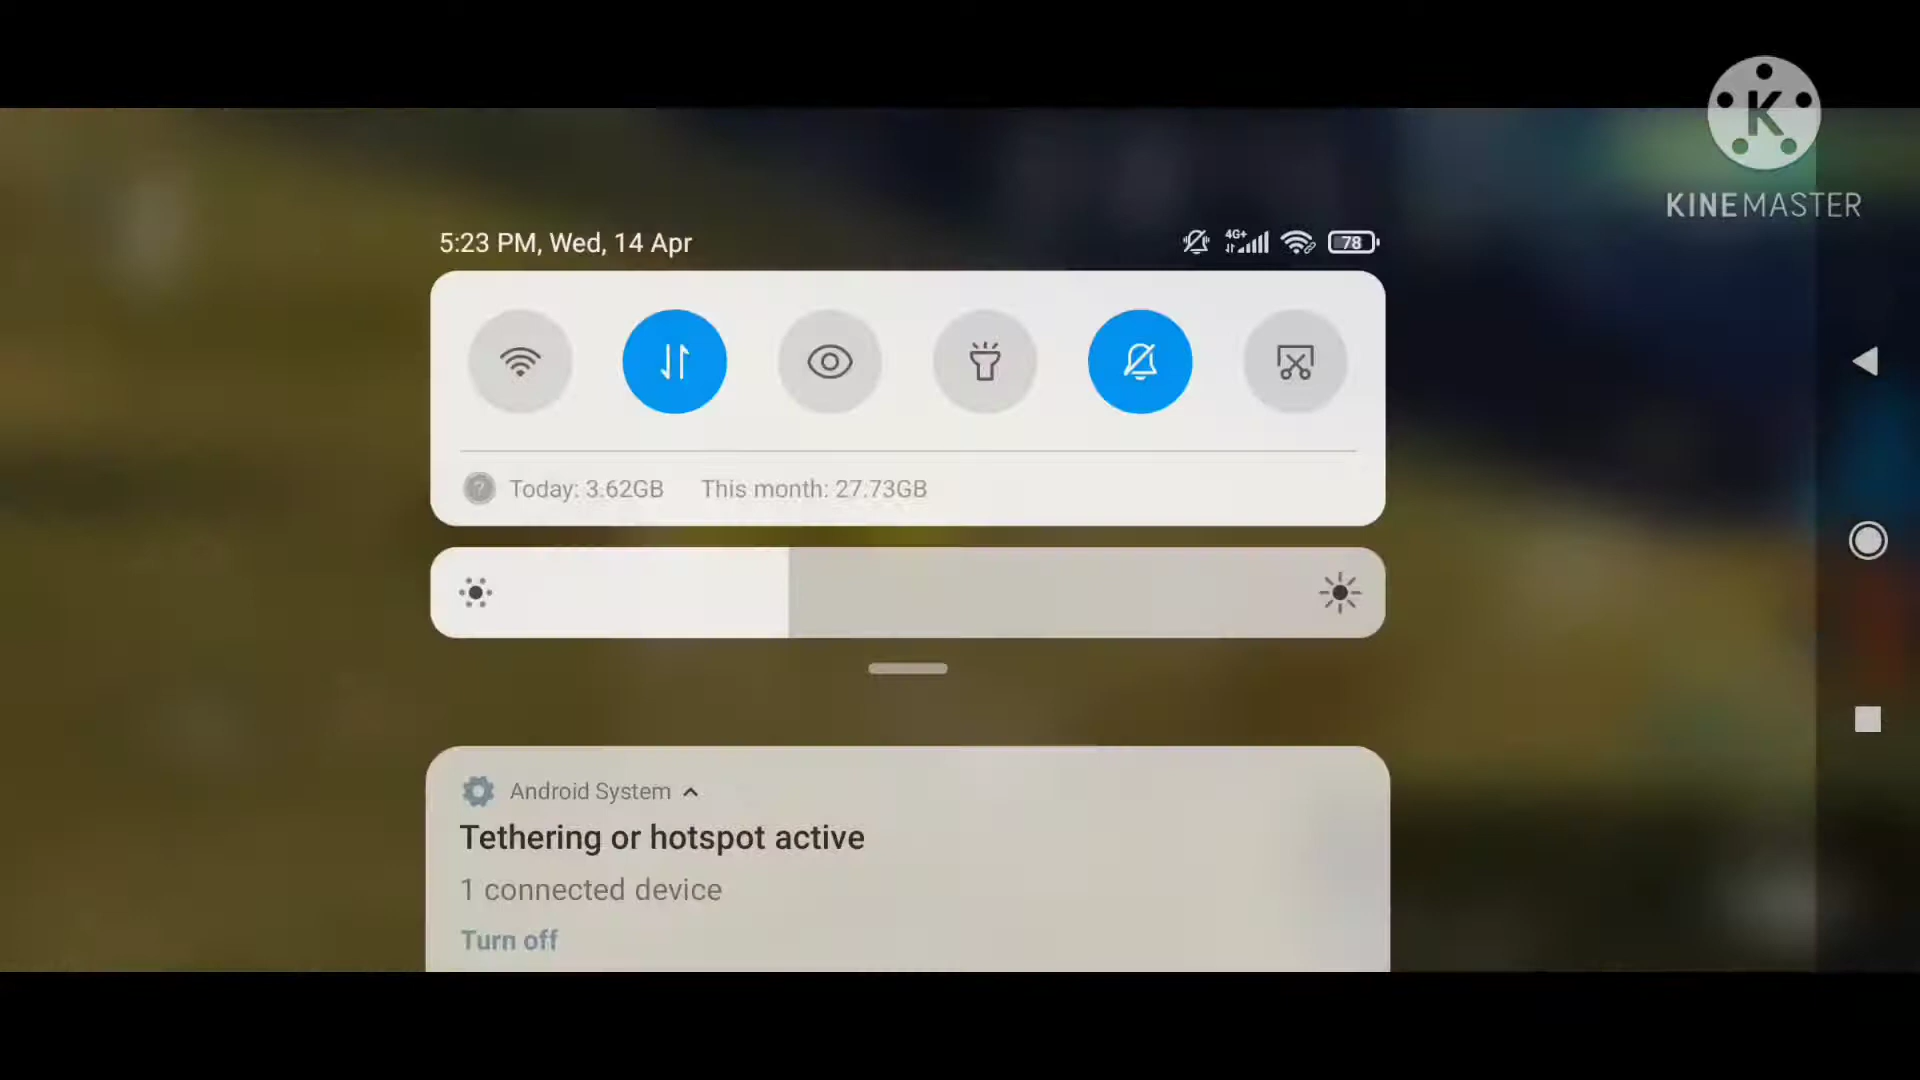 K
KINEMASTER
5:23 PM, Wed, 14 Apr
4G+
78
? Today: 3.62GB This month: 27.73GB
Android System
Tethering or hotspot active
1 connected device
Turn off